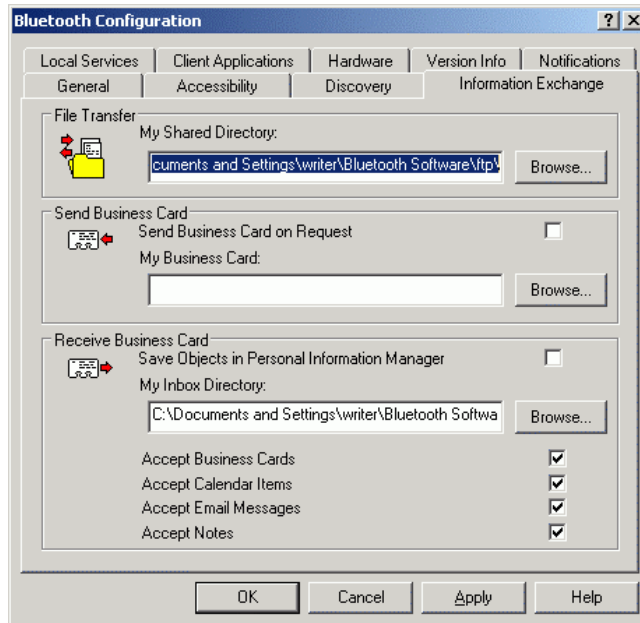 Bluetooth Configuration
Local Services Client Applications Hardware Version Info Notifications
General Accessibility Discovery Information Exchange
File Transfer
My Shared Directory:
cuments and Settings\writer\Bluetooth Software\ftp\
Browse...
Send Business Card
Send Business Card on Request
My Business Card:
Browse...
Receive Business Card
Save Objects in Personal Information Manager
My Inbox Directory:
C:\Documents and Settings\writer\Bluetooth Softwa
Browse...
Accept Business Cards
Accept Calendar Items
Accept Email Messages
Accept Notes
OK Cancel Apply Help